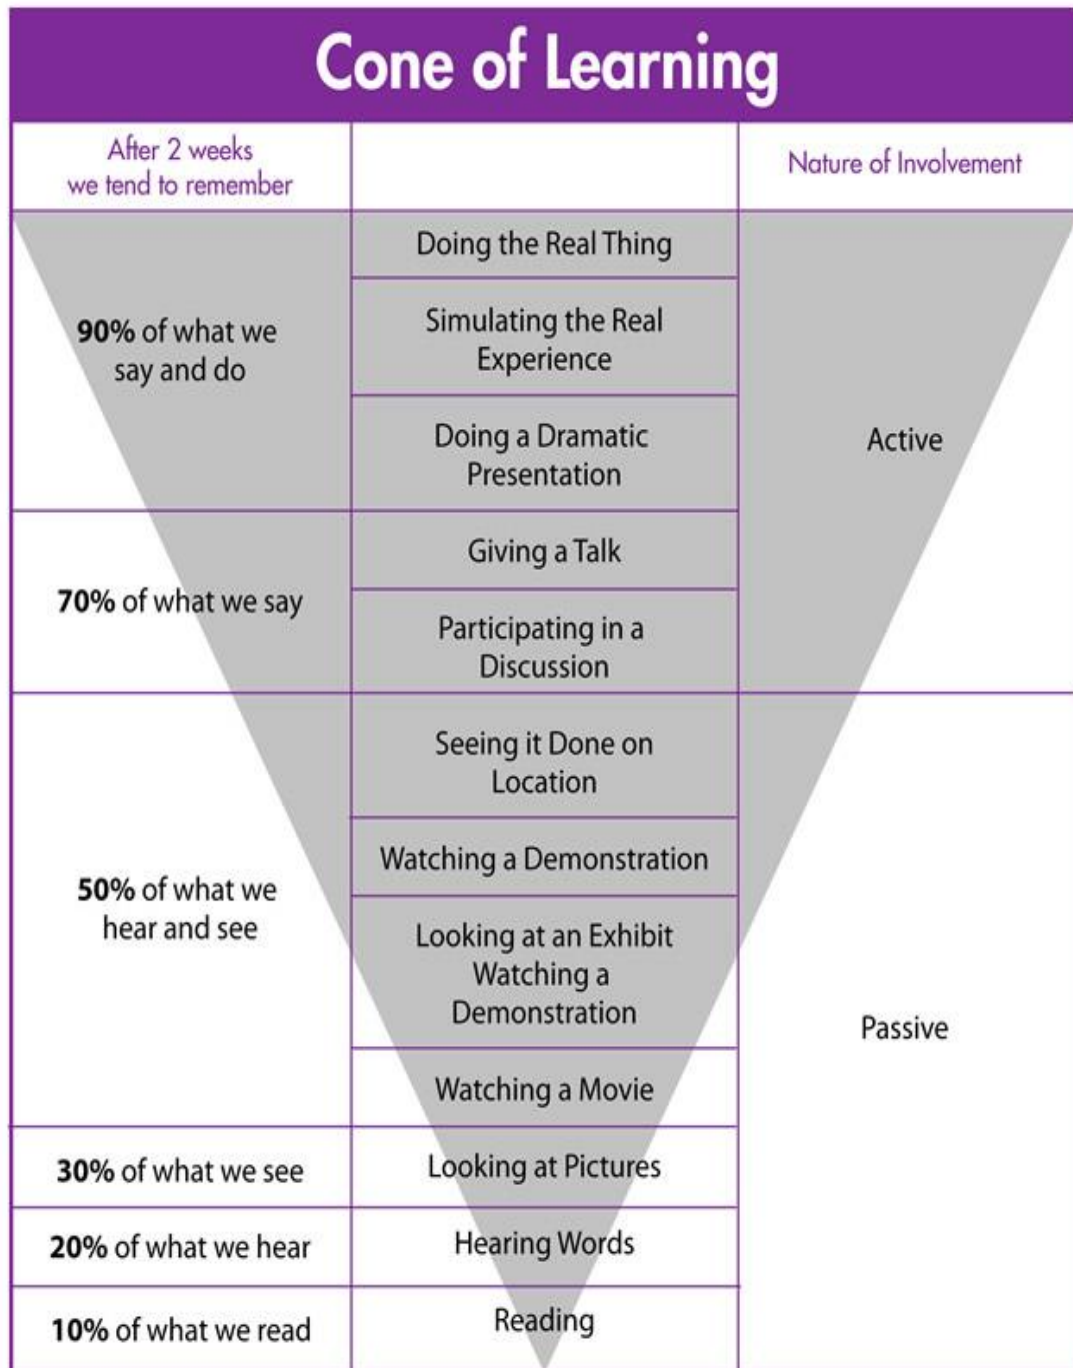 Cone of Learning
After 2 weeks
we tend to remember
Nature of Involvement
90% of what we
say and do
Doing the Real Thing
Simulating the Real
Experience
Doing a Dramatic
Presentation
Active
70% of what we say
Giving a Talk
Participating in a
Discussion
50% of what we
hear and see
Seeing it Done on
Location
Watching a Demonstration
Looking at an Exhibit
Watching a
Demonstration
Watching a Movie
Passive
30% of what we see
Looking at Pictures
20% of what we hear
Hearing Words
10% of what we read
Reading